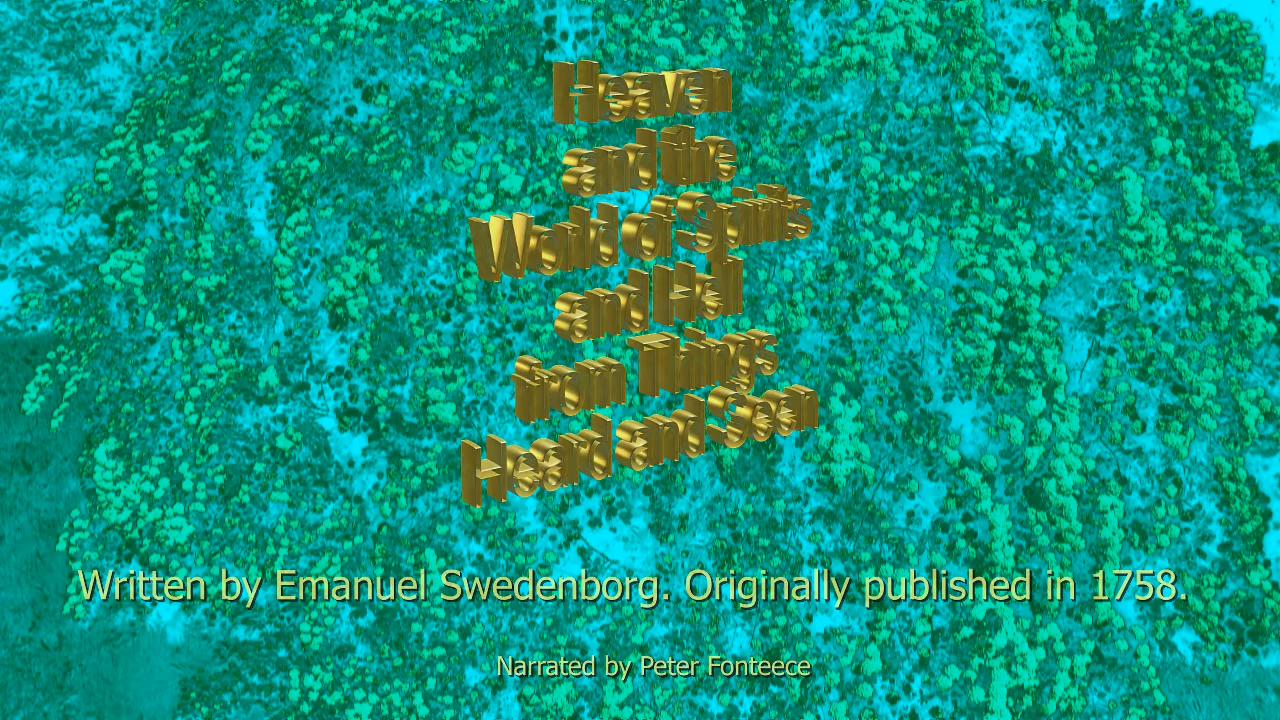 Heaven
and the
World of Spirits
and Hell
from Things
Heard and Seen
Written by Emanuel Swedenborg. Originally published in 1758.
Narrated by Peter Fonteece